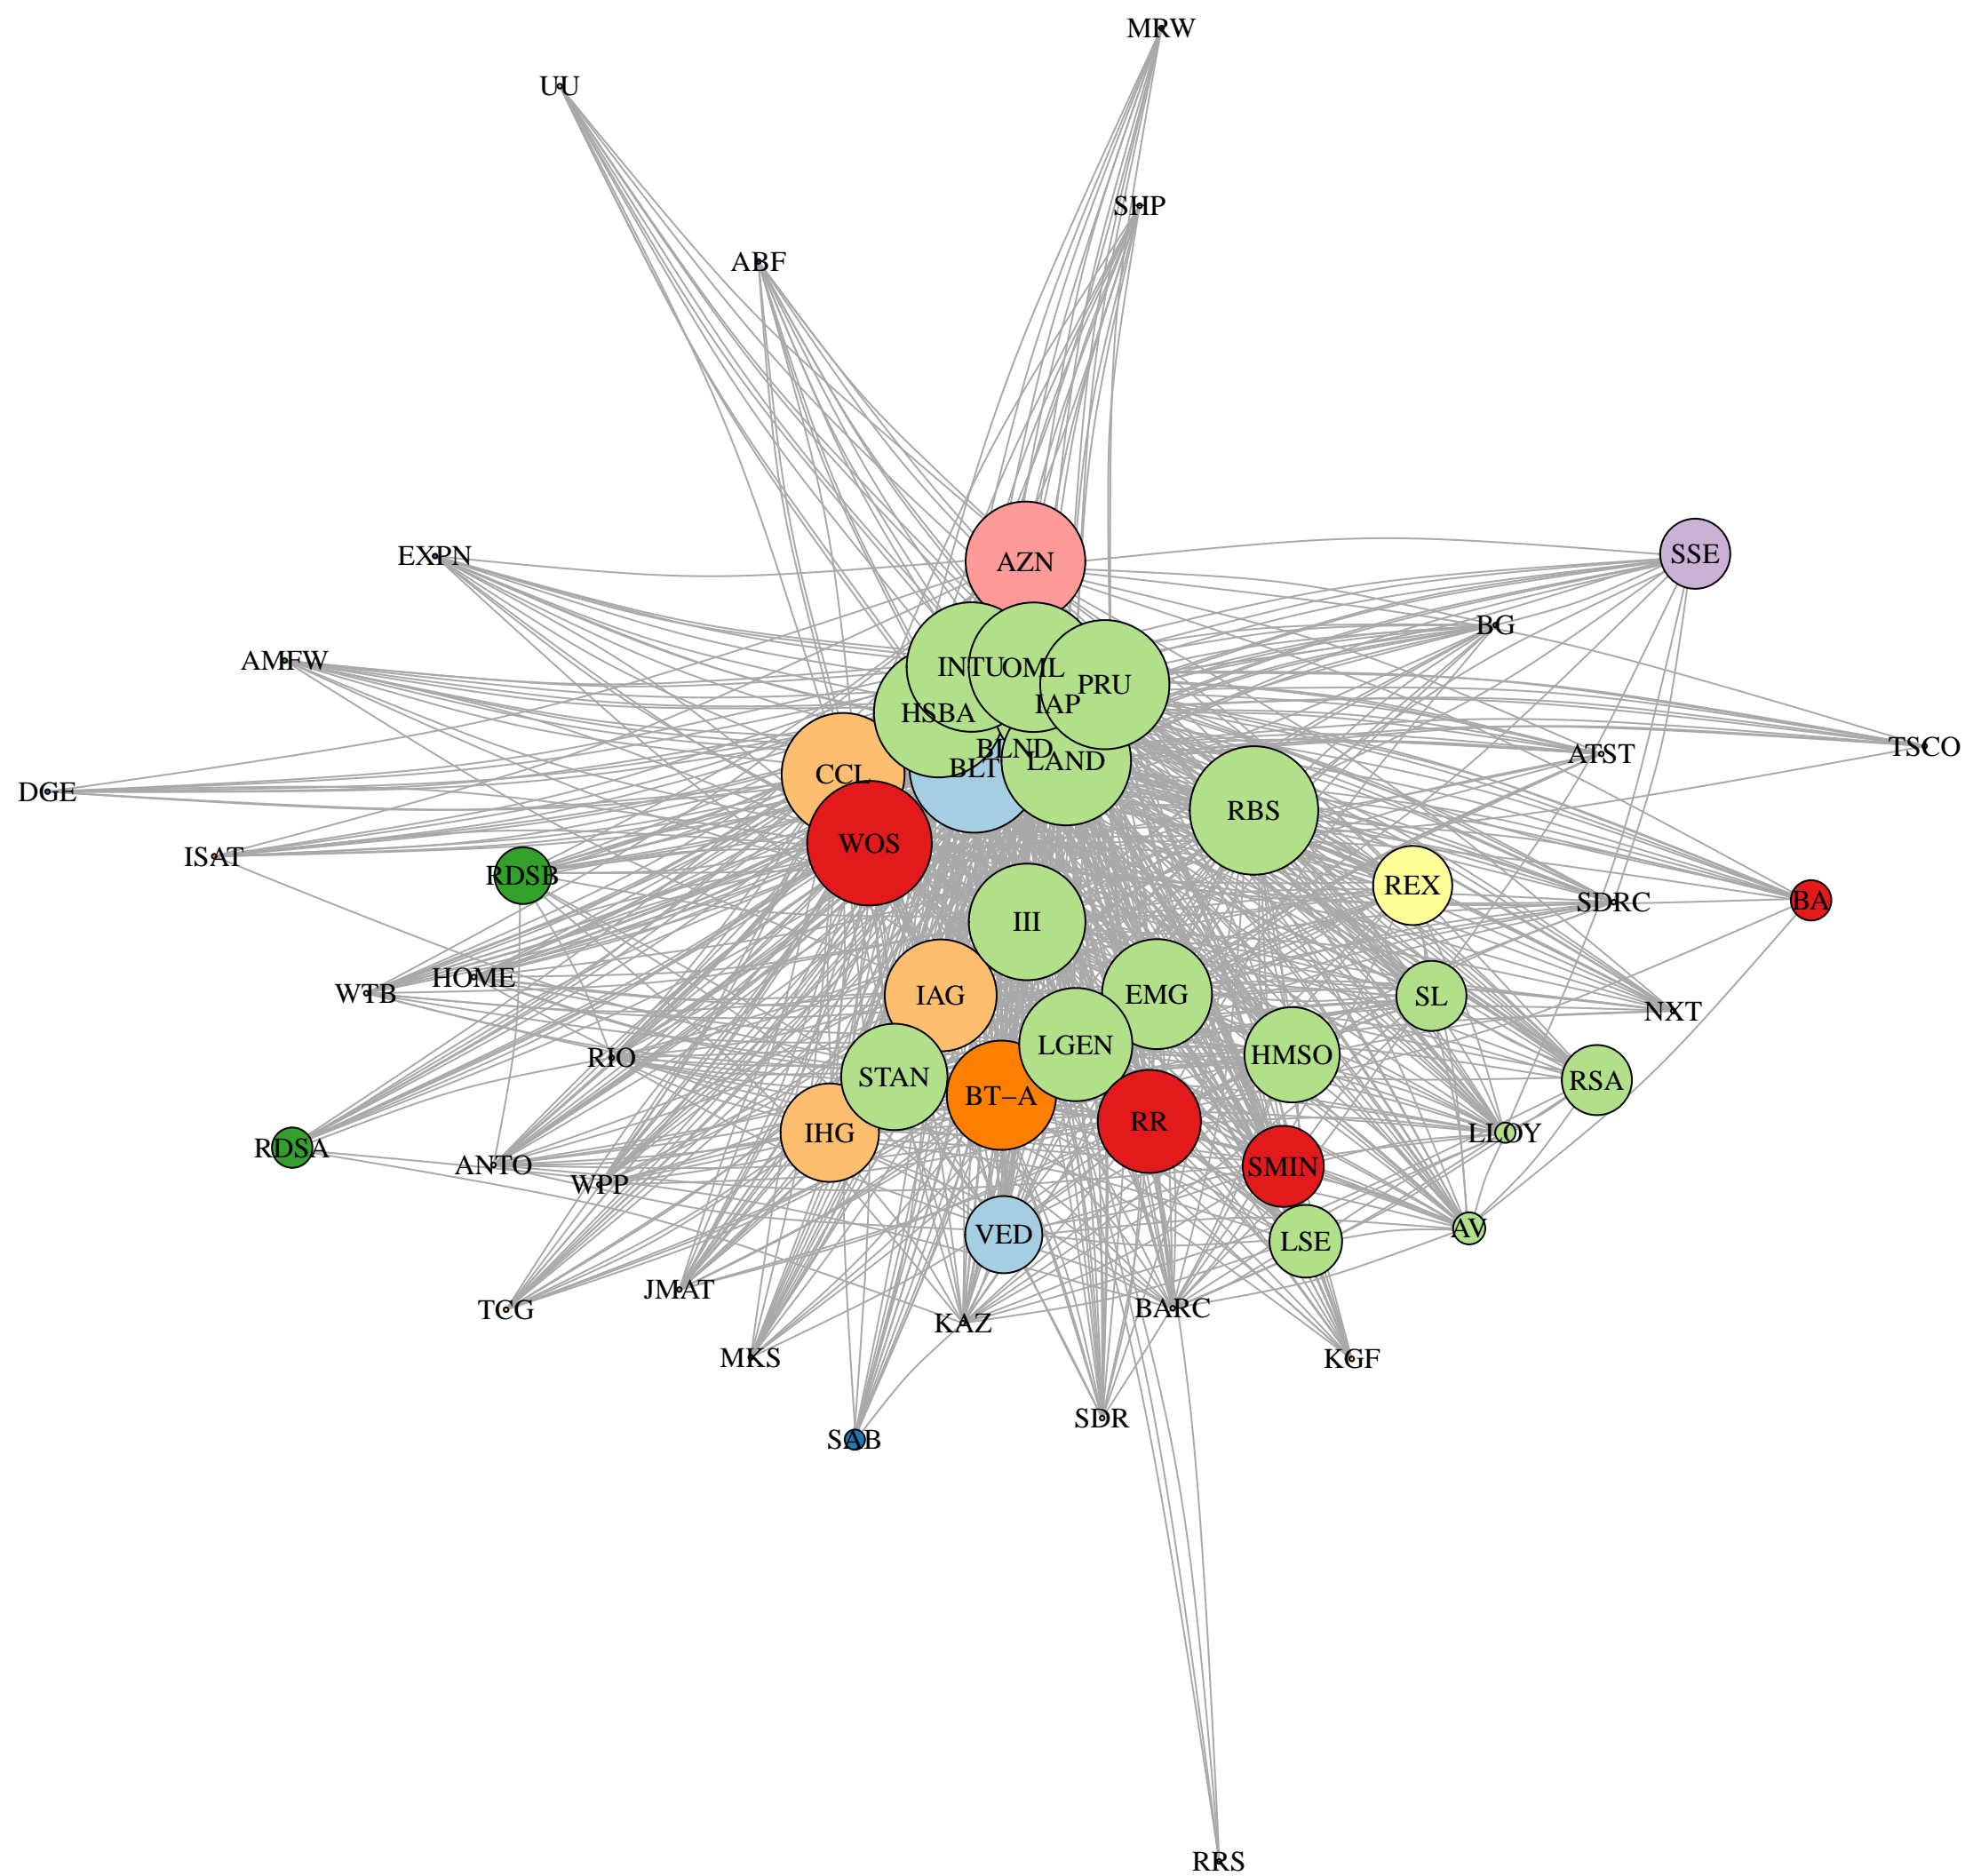 MRW
UU
SHP
ABF
EXPN
AZN
SSE
BG
AMFW
INTU
OML
PRU
IAP
HSBA
BLND
TSCO
ATST
LAND
BLT
CCL
DGE
RBS
WOS
ISAT
RDSB
REX
BA
SDRC
III
HOME
WTB
IAG
EMG
SL
NXT
LGEN
HMSO
RIO
STAN
RSA
BT-A
RR
IHG
LLOY
RDSA
ANTO
SMIN
WPP
AV
VED
LSE
JMAT
TCG
BARC
KAZ
MKS
KGF
SDR
SAB
RRS